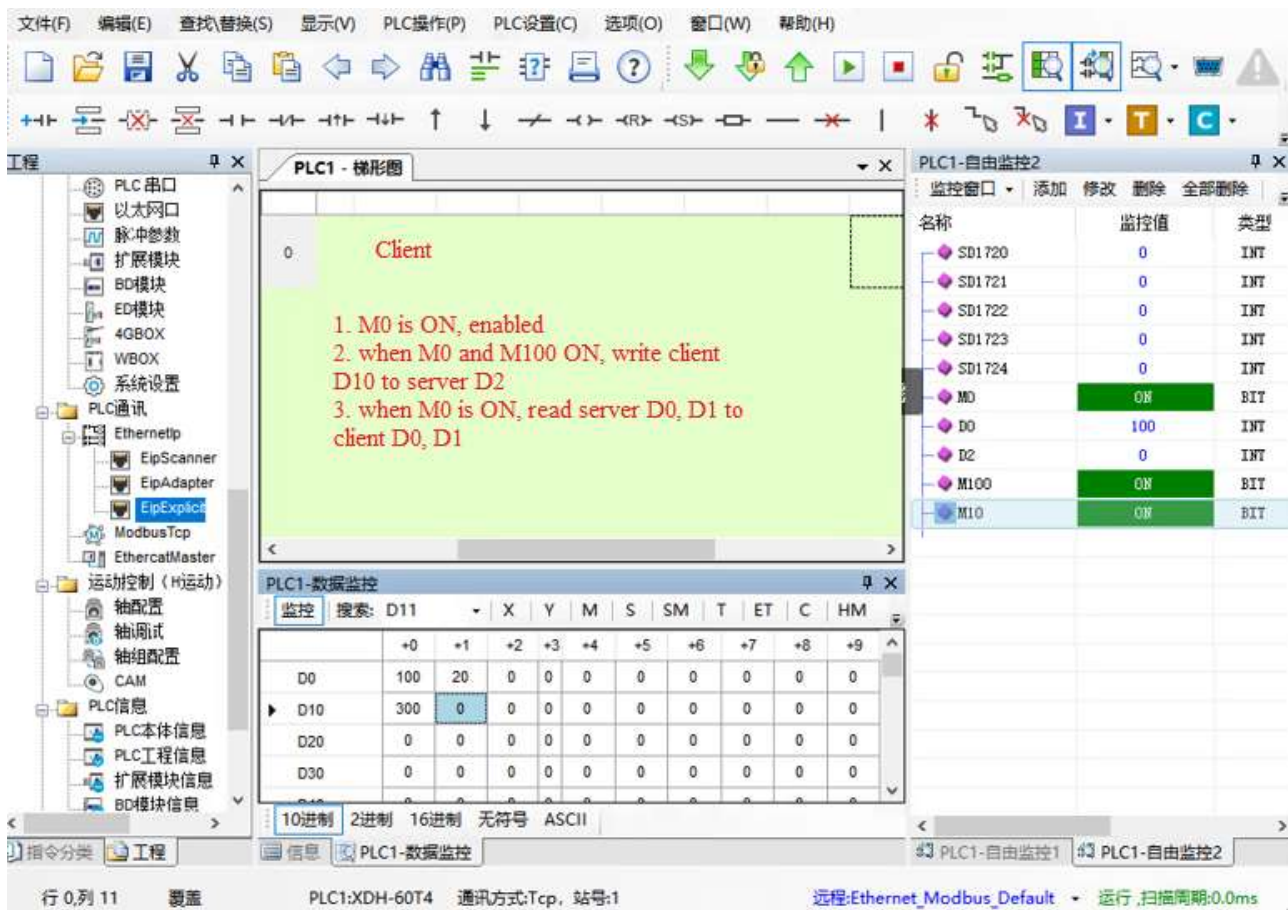 文件(F) 编辑(E) 查找\替换(S) 显示(V) PLC操作(P) PLC设置(C) 选项(O) 窗口(W) 帮助(H)
工程
PLC 串口
以太网口
脉冲参数
扩展模块
BD模块
ED模块
4GBOX
WBOX
系统设置
PLC通讯
EthernetIp
EipScanner
EipAdapter
EipExplicit
ModbusTcp
EthercatMaster
运动控制（H运动）
轴配置
轴调试
轴组配置
CAM
PLC信息
PLC本体信息
PLC工程信息
扩展模块信息
BD模块信息
指令分类 工程
PLC1 - 梯形图
0 Client
1. M0 is ON, enabled
2. when M0 and M100 ON, write client
D10 to server D2
3. when M0 is ON, read server D0, D1 to
client D0, D1
PLC1-数据监控
监控 搜索: D11 X Y M S SM T ET C HM
+0 +1 +2 +3 +4 +5 +6 +7 +8 +9
D0 100 20 0 0 0 0 0 0 0 0
D10 300 0 0 0 0 0 0 0 0 0
D20 0 0 0 0 0 0 0 0 0 0
D30 0 0 0 0 0 0 0 0 0 0
10进制 2进制 16进制 无符号 ASCII
信息 PLC1-数据监控
PLC1-自由监控2
监控窗口 添加 修改 删除 全部删除
名称 监控值 类型
SD1720 0 INT
SD1721 0 INT
SD1722 0 INT
SD1723 0 INT
SD1724 0 INT
M0 ON BIT
D0 100 INT
D2 0 INT
M100 ON BIT
M10 ON BIT
PLC1-自由监控1 PLC1-自由监控2
行 0,列 11 覆盖 PLC1:XDH-60T4 通讯方式:Tcp, 站号:1 远程:Ethernet_Modbus_Default 运行 ,扫描周期:0.0ms